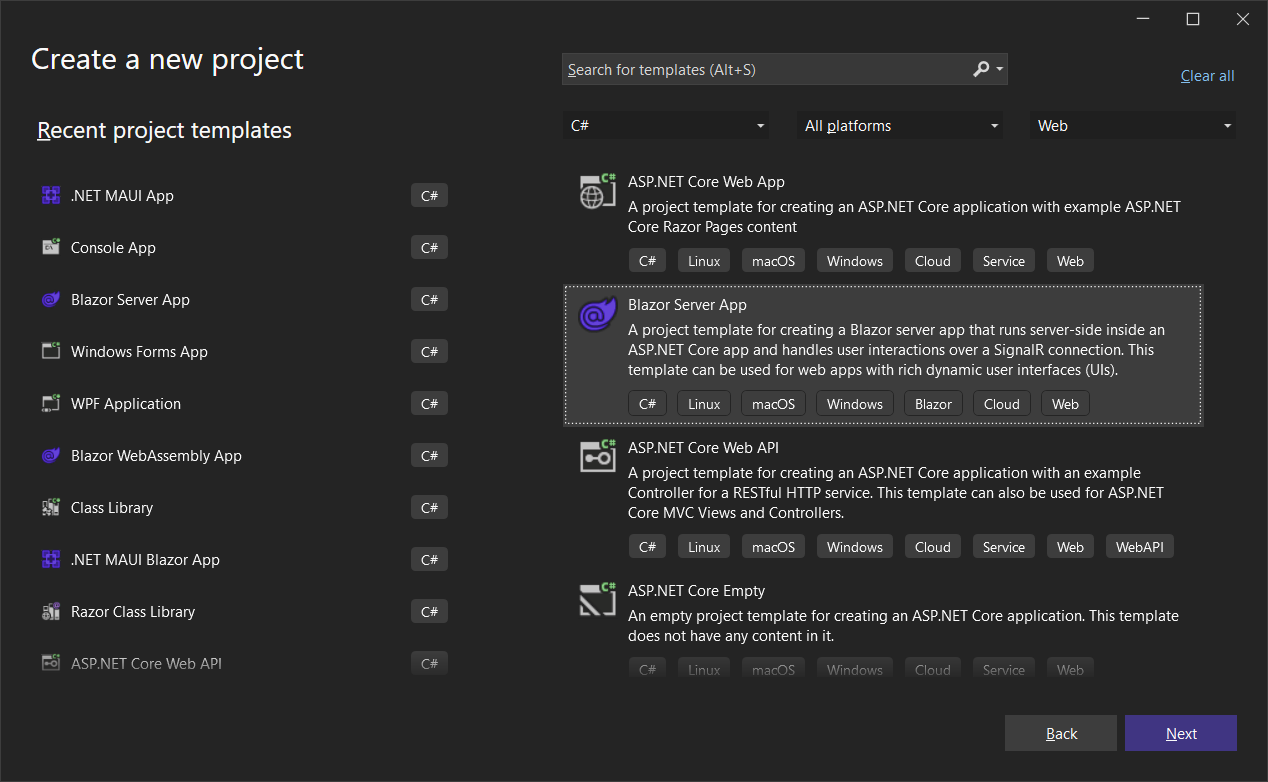 Create a new project
Search for templates (Alt+S)
Clear all
Recent project templates
C#
All platforms
Web
.NET MAUI App
C#
Console App
C#
Blazor Server App
C#
Windows Forms App
C#
WPF Application
C#
Blazor WebAssembly App
C#
Class Library
C#
.NET MAUI Blazor App
C#
Razor Class Library
C#
ASP.NET Core Web API
C#
ASP.NET Core Web App
A project template for creating an ASP.NET Core application with example ASP.NET
Core Razor Pages content
C# Linux macOS Windows Cloud Service Web
Blazor Server App
A project template for creating a Blazor server app that runs server-side inside an
ASP.NET Core app and handles user interactions over a SignalR connection. This
template can be used for web apps with rich dynamic user interfaces (UIs).
C# Linux macOS Windows Blazor Cloud Web
ASP.NET Core Web API
A project template for creating an ASP.NET Core application with an example
Controller for a RESTful HTTP service. This template can also be used for ASP.NET
Core MVC Views and Controllers.
C# Linux macOS Windows Cloud Service Web WebAPI
ASP.NET Core Empty
An empty project template for creating an ASP.NET Core application. This template
does not have any content in it.
C# Linux macOS Windows Cloud Service Web
Back
Next